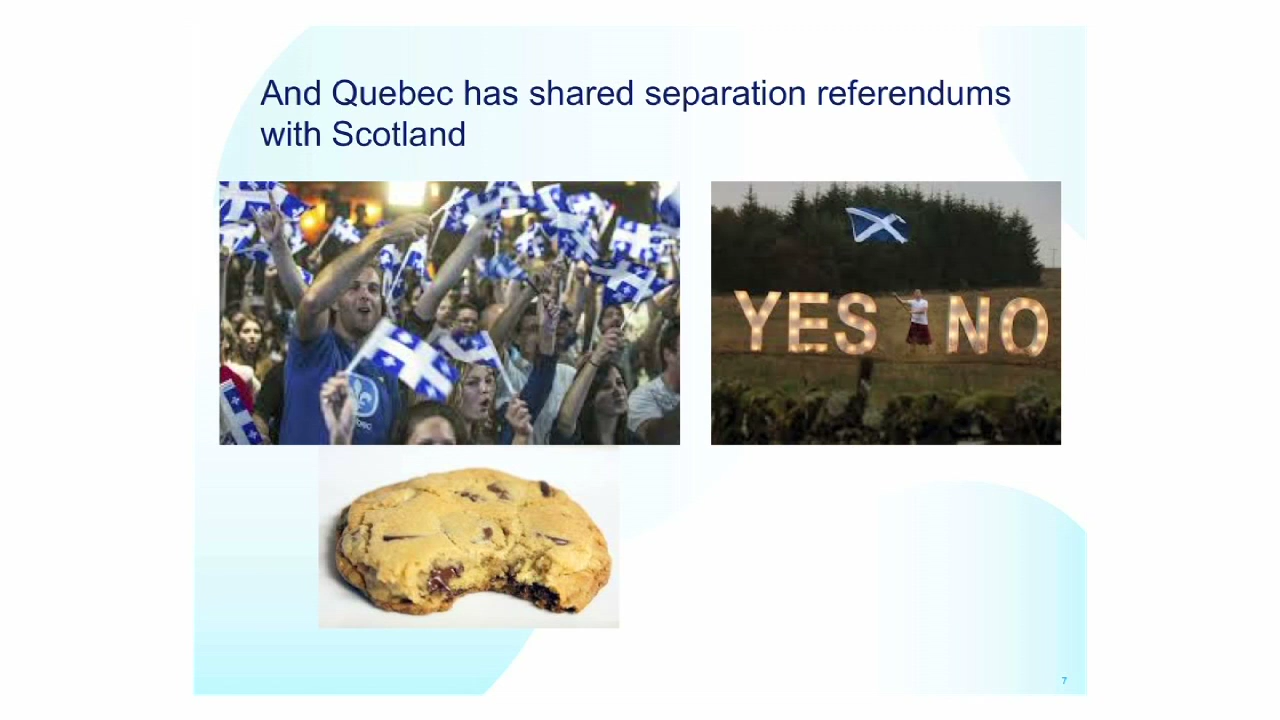 And Quebec has shared separation referendums
with Scotland
YES NO
7